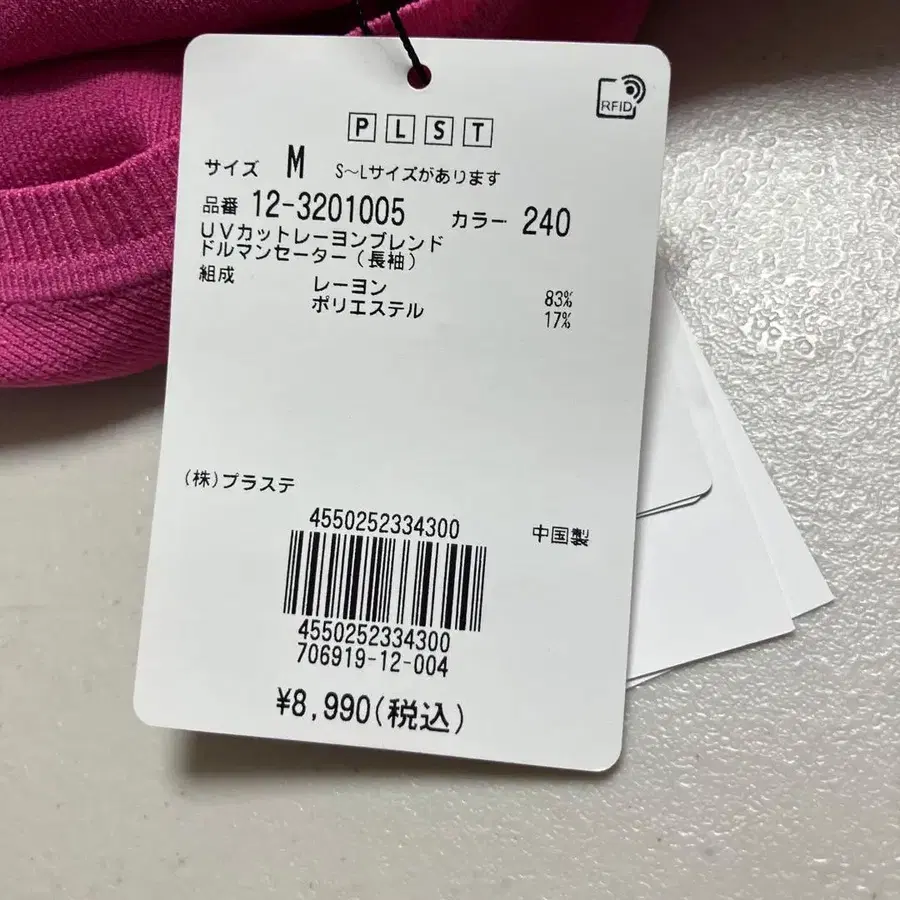 RFID
PLST
サイズ M S～Lサイズがあります
品番 12-3201005 カラー 240
UVカットレーヨンブレンド
ドルマンセーター(長袖)
組成 レーヨン 83%
ポリエステル 17%
(株)プラステ
4550252334300 中国製
4550252334300
706919-12-004
¥8,990(税込)